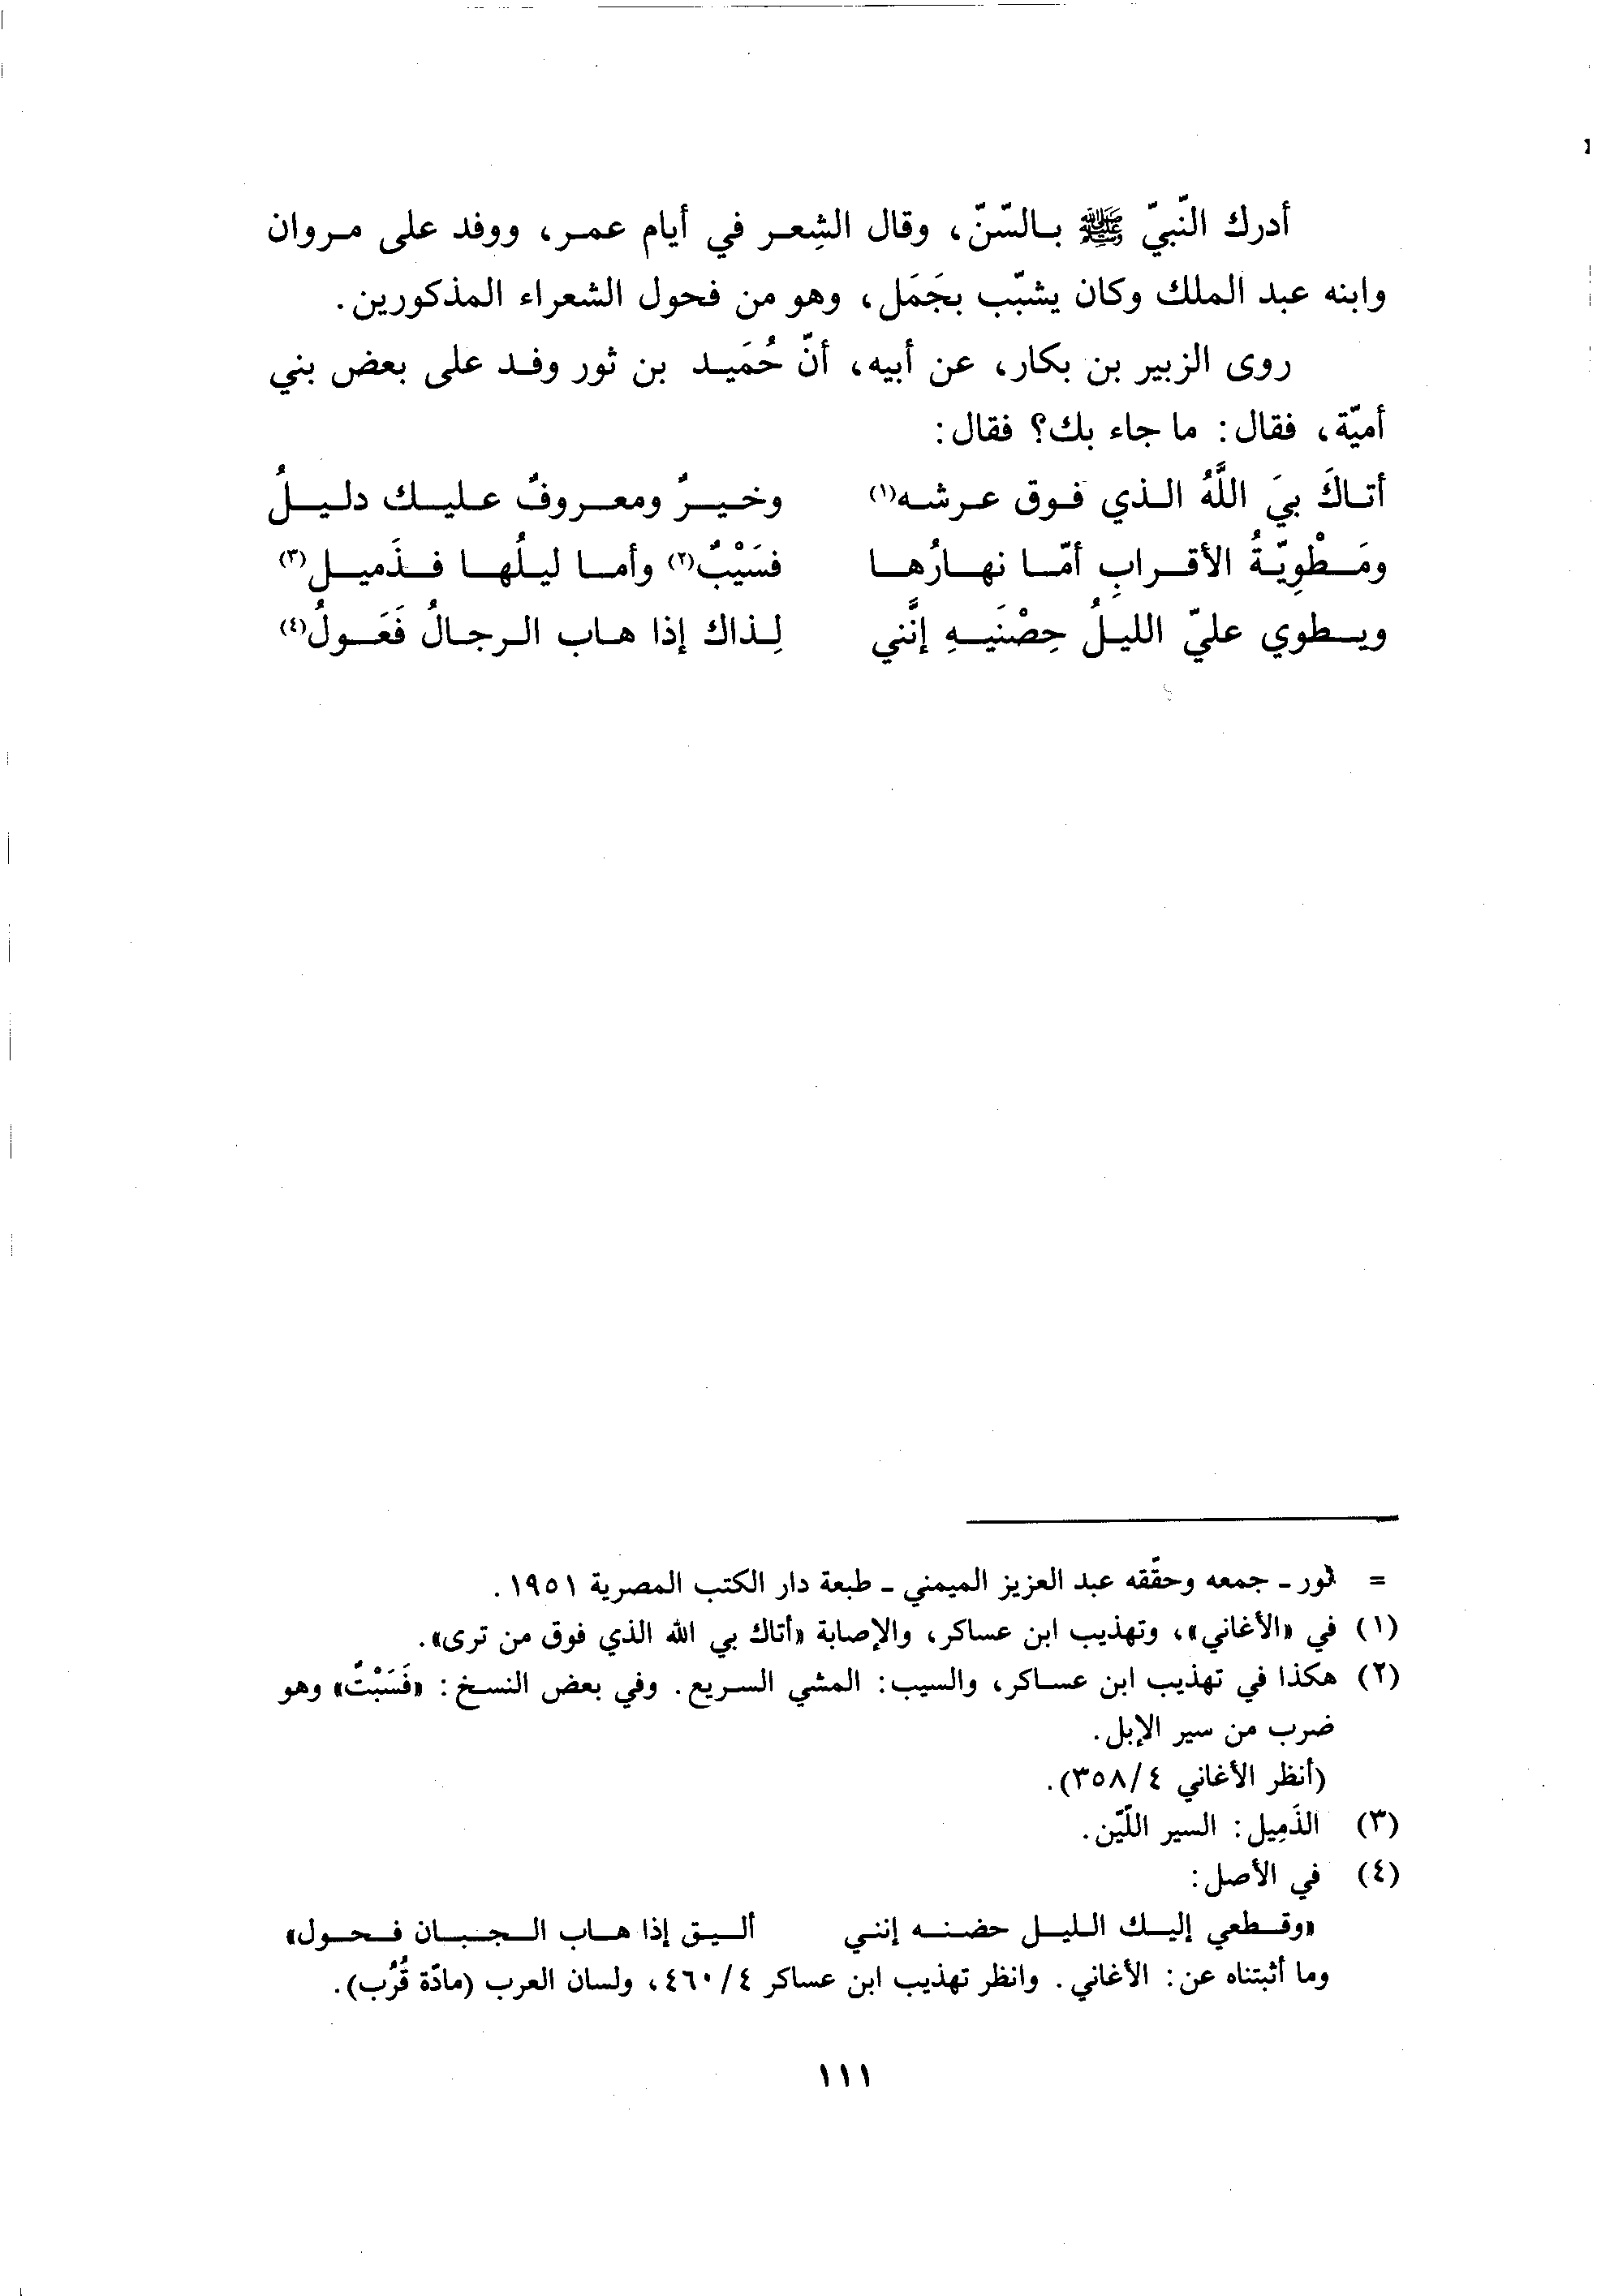 أدرك النّبيّ ﷺ بالسّنّ، وقال الشِعر في أيام عمر، ووفد على مروان
وابنه عبد الملك وكان يشبّب بجَمَل، وهو من فحول الشعراء المذكورين.
روى الزبير بن بكار، عن أبيه، أنّ حُمَيد بن ثور وفد على بعض بني
أميّة، فقال: ما جاء بك؟ فقال:
أتاكَ بيَ اللَّهُ الذي فوق عرشه(١) وخيرٌ ومعروفٌ عليك دليلُ
ومَطْوِيّةُ الأقرابِ أمّا نهارُها فسَيْبٌ(٢) وأما ليلُها فذَميل(٣)
ويطوي عليّ الليلُ حِصْنَيهِ إنَّني لِذاك إذا هاب الرجالُ فَعَولُ(٤)
= ثور - جمعه وحقّقه عبد العزيز الميمني - طبعة دار الكتب المصرية ١٩٥١.
(١) في «الأغاني»، وتهذيب ابن عساكر، والإصابة «أتاك بي الله الذي فوق من ترى».
(٢) هكذا في تهذيب ابن عساكر، والسيب: المشي السريع. وفي بعض النسخ: «فَسَبْتٌ» وهو
ضرب من سير الإبل.
(أنظر الأغاني ٤/٣٥٨).
(٣) الذَمِيل: السير اللّيّن.
(٤) في الأصل:
«وقطعي إليك الليل حضنه إنني أليق إذا هاب الجبان فحول»
وما أثبتناه عن: الأغاني. وانظر تهذيب ابن عساكر ٤/٤٦٠، ولسان العرب (مادّة قُرُب).
١١١